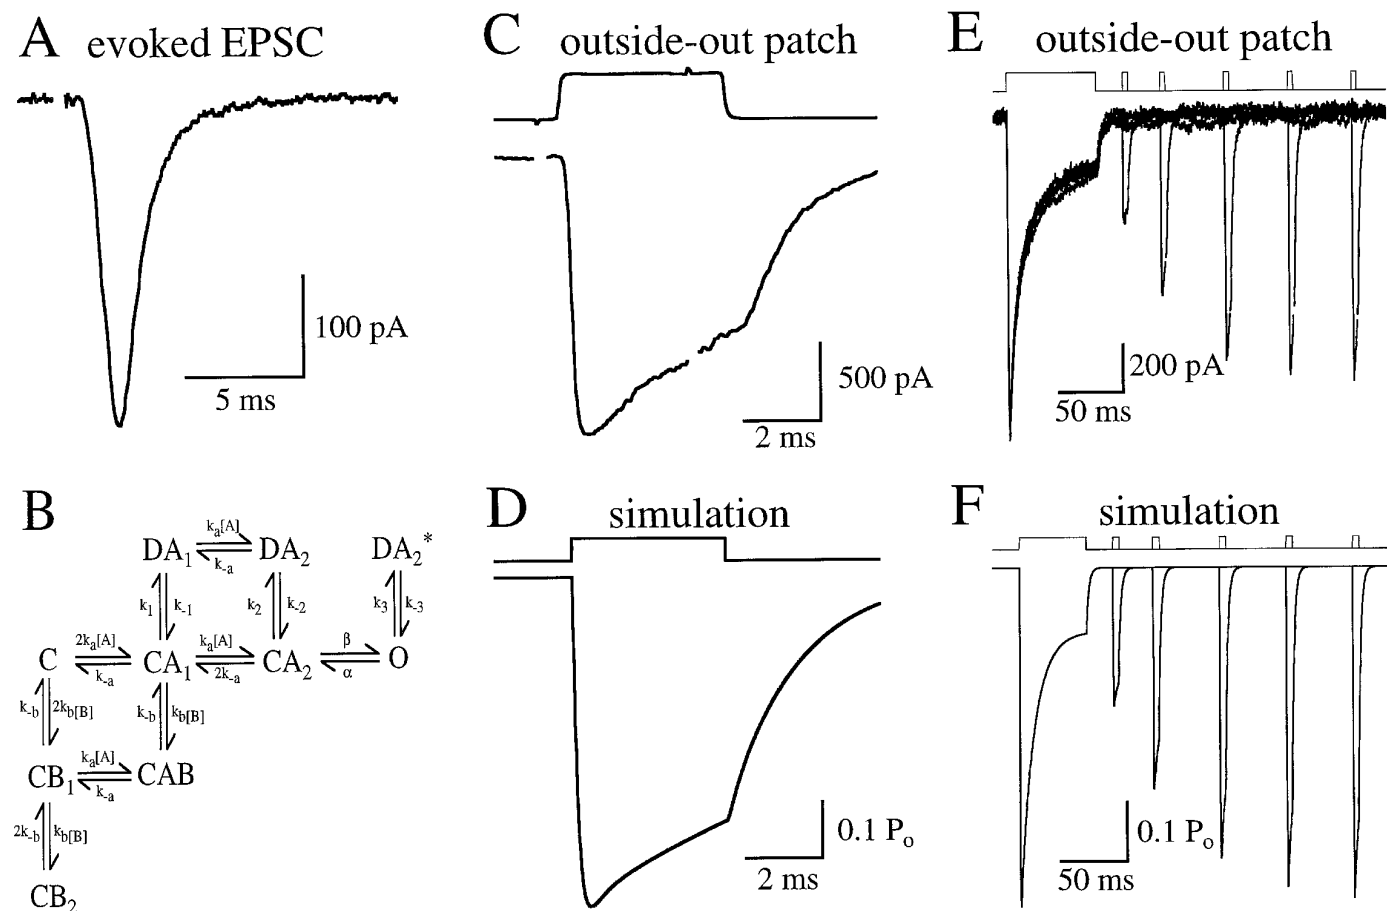 A evoked EPSC
100 pA
5 ms
B
DA1 ka[A] k-a DA2 DA2*
k1 k-1 k2 k-2 k3 k-3
C 2ka[A] k-a CA1 ka[A] 2k-a CA2 β α O
k-b 2kb[B] k-b kb[B]
CB1 ka[A] k-a CAB
2k-b kb[B]
CB2
C outside-out patch
500 pA
2 ms
D simulation
0.1 Po
2 ms
E outside-out patch
200 pA
50 ms
F simulation
0.1 Po
50 ms